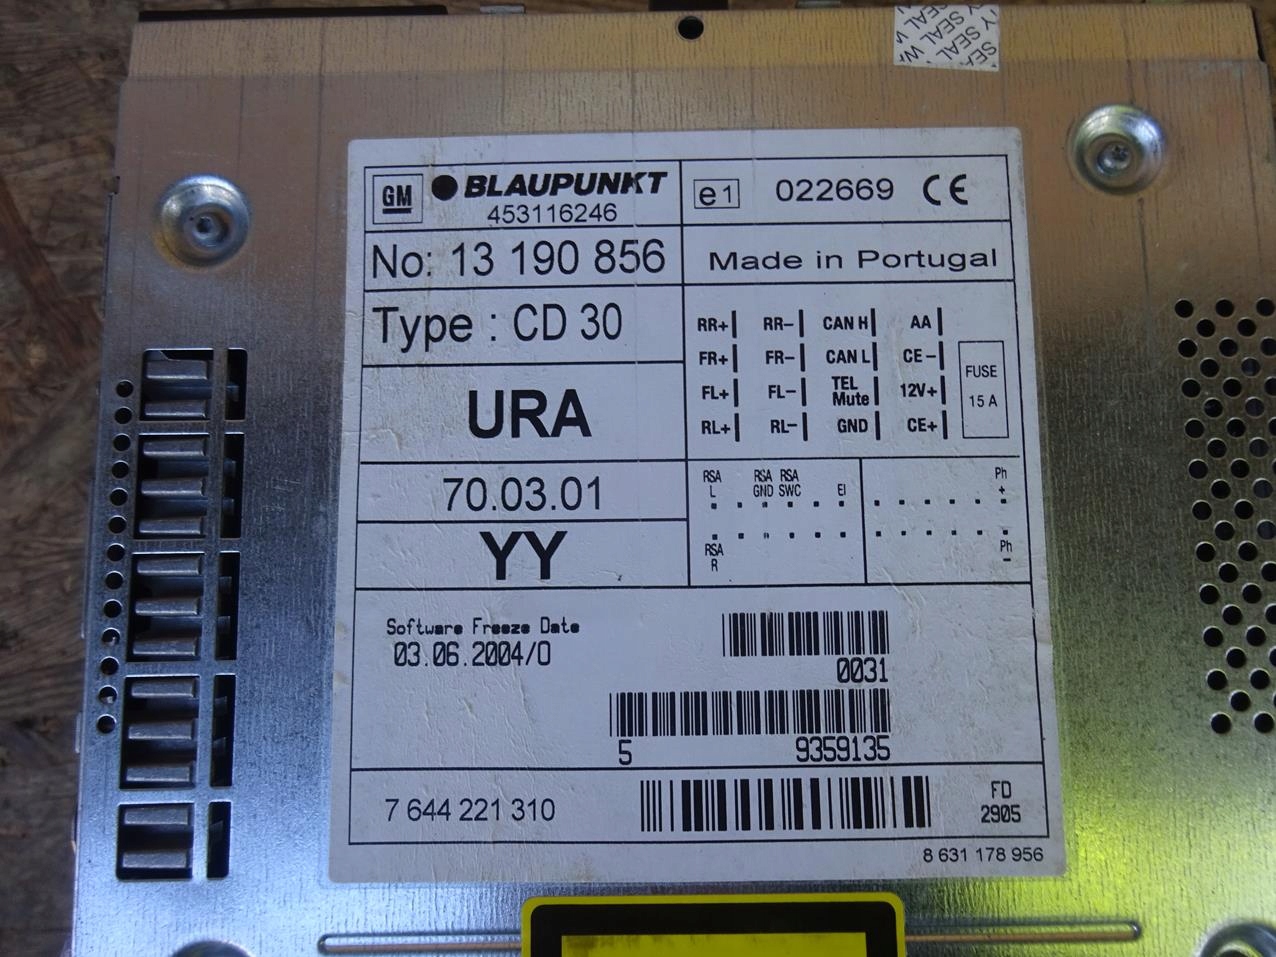 Y SEAL
SEAL W
GM
BLAUPUNKT
453116246
e1
022669 CE
No: 13 190 856
Made in Portugal
Type : CD 30
RR+ RR- CAN H AA
FR+ FR- CAN L CE-
FL+ FL- TEL Mute 12V+
RL+ RL- GND CE+
FUSE
15 A
URA
70.03.01
RSA L
RSA GND
RSA SWC
EI
Ph +
RSA R
Ph -
YY
Software Freeze Date
03.06.2004/0
0031
5 9359135
7 644 221 310
FD
2905
8 631 178 956